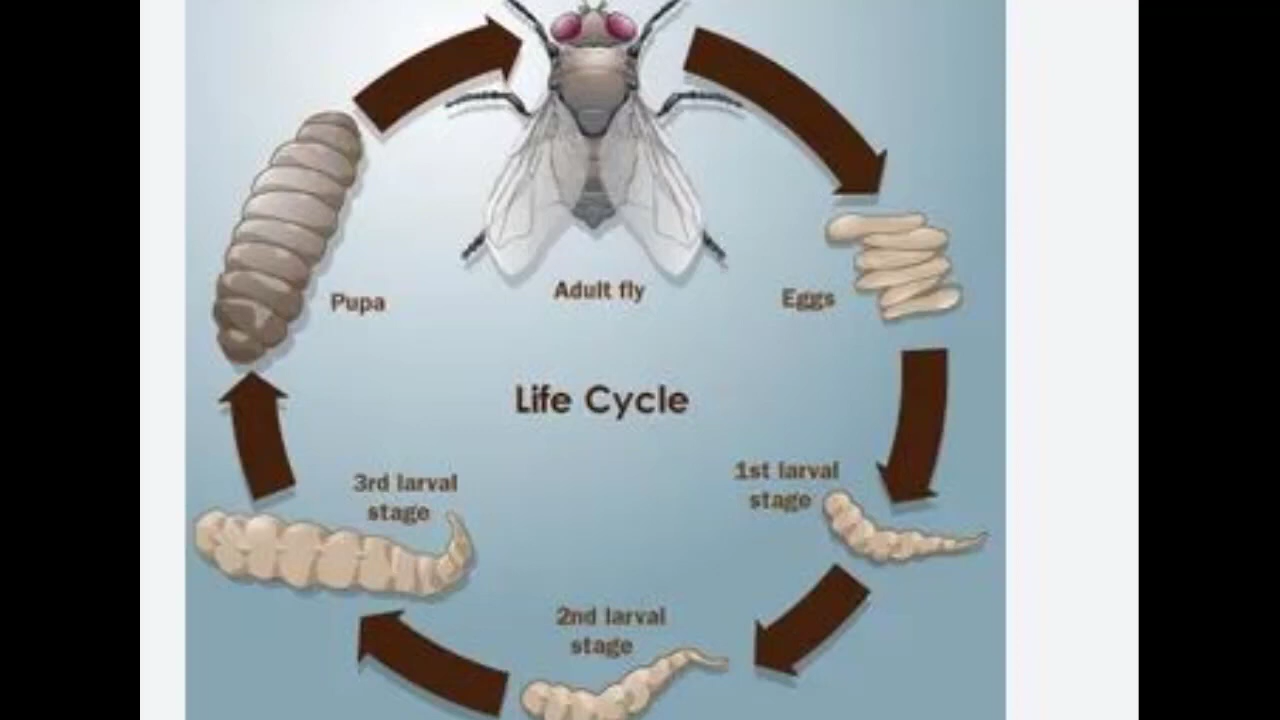 Adult fly
Eggs
Pupa
Life Cycle
1st larval
stage
3rd larval
stage
2nd larval
stage